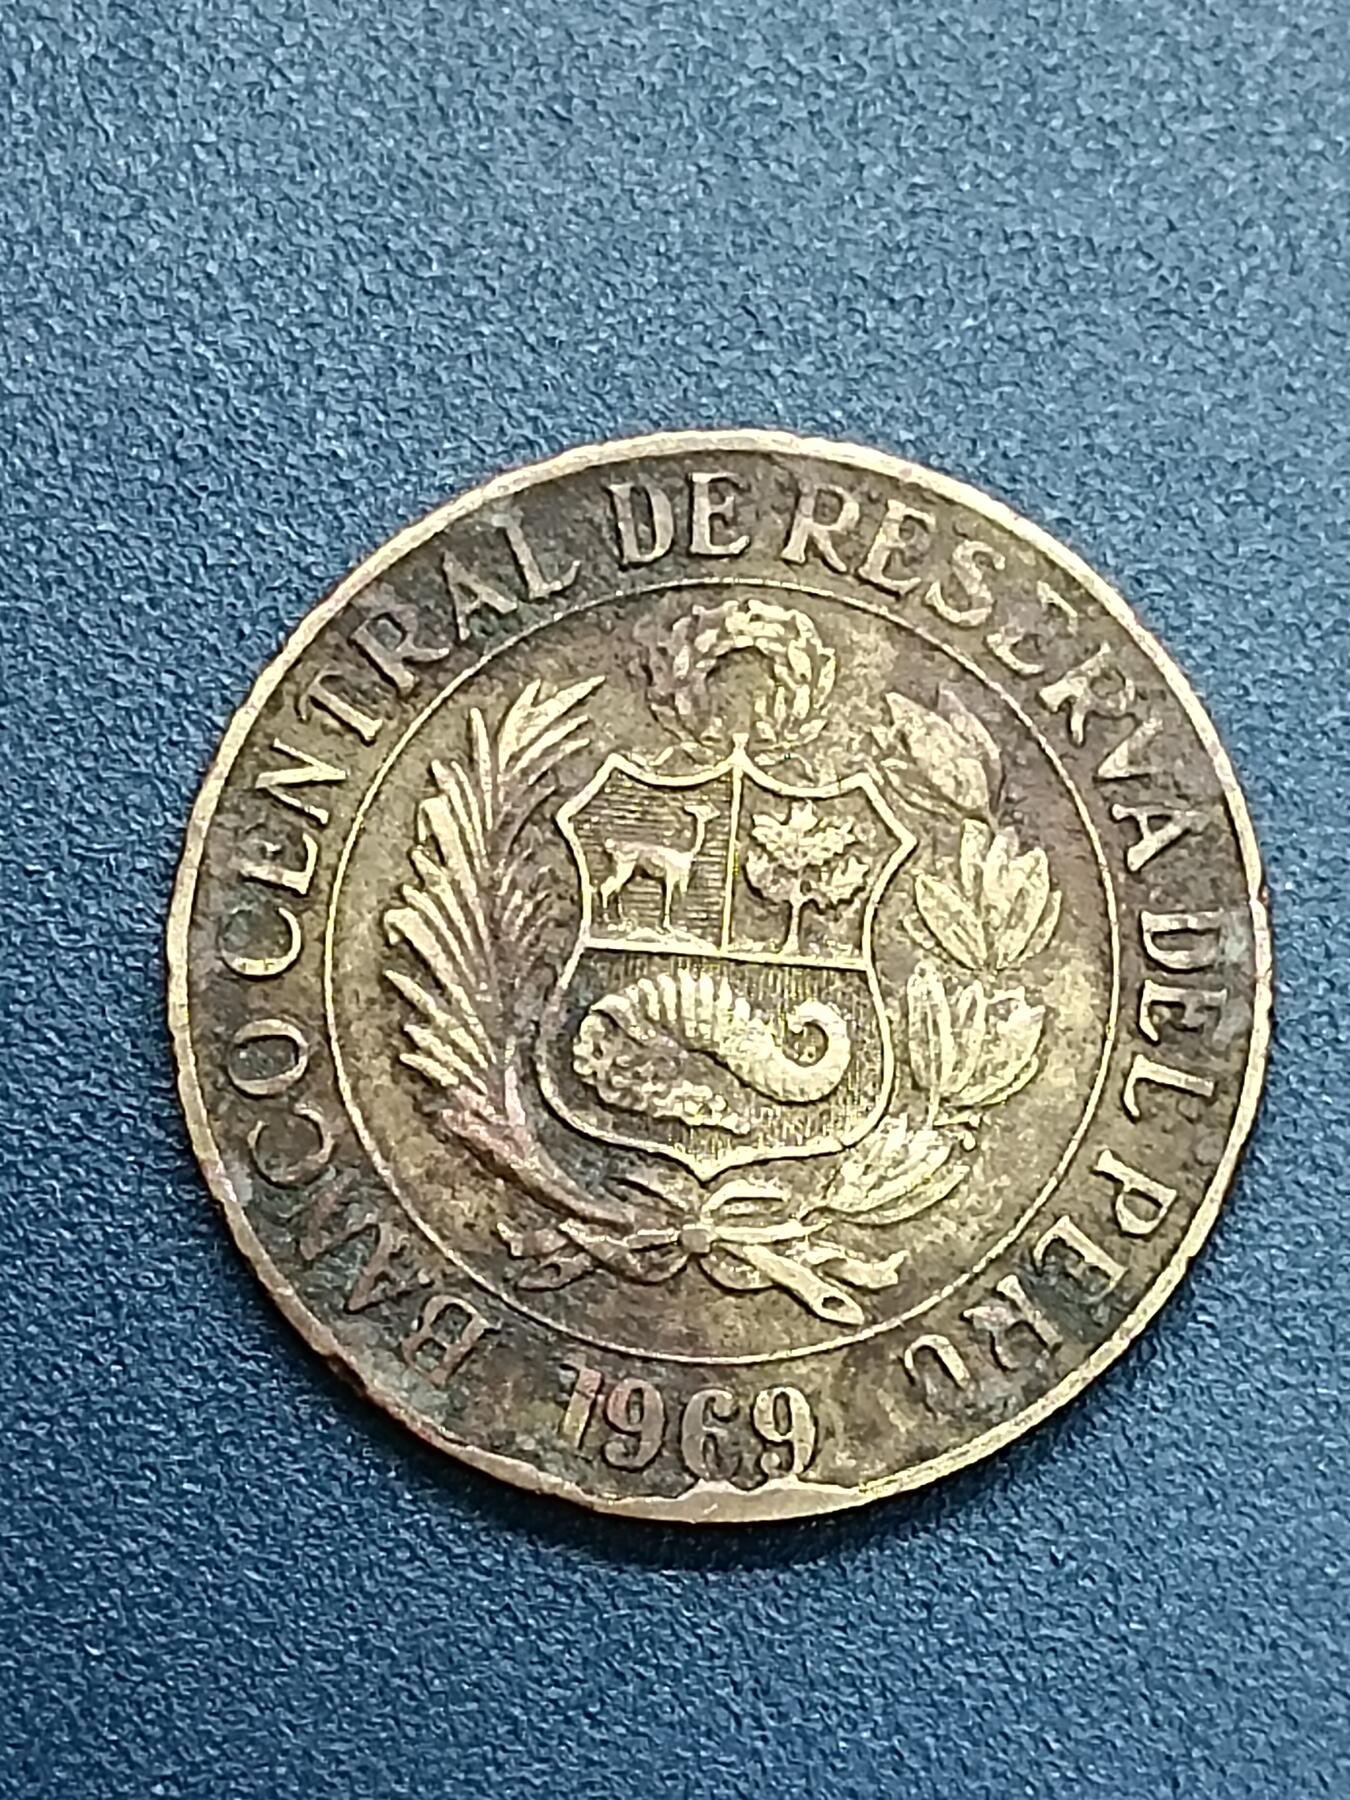 BANCO CENTRAL DE RESERVA DEL PERU
1969